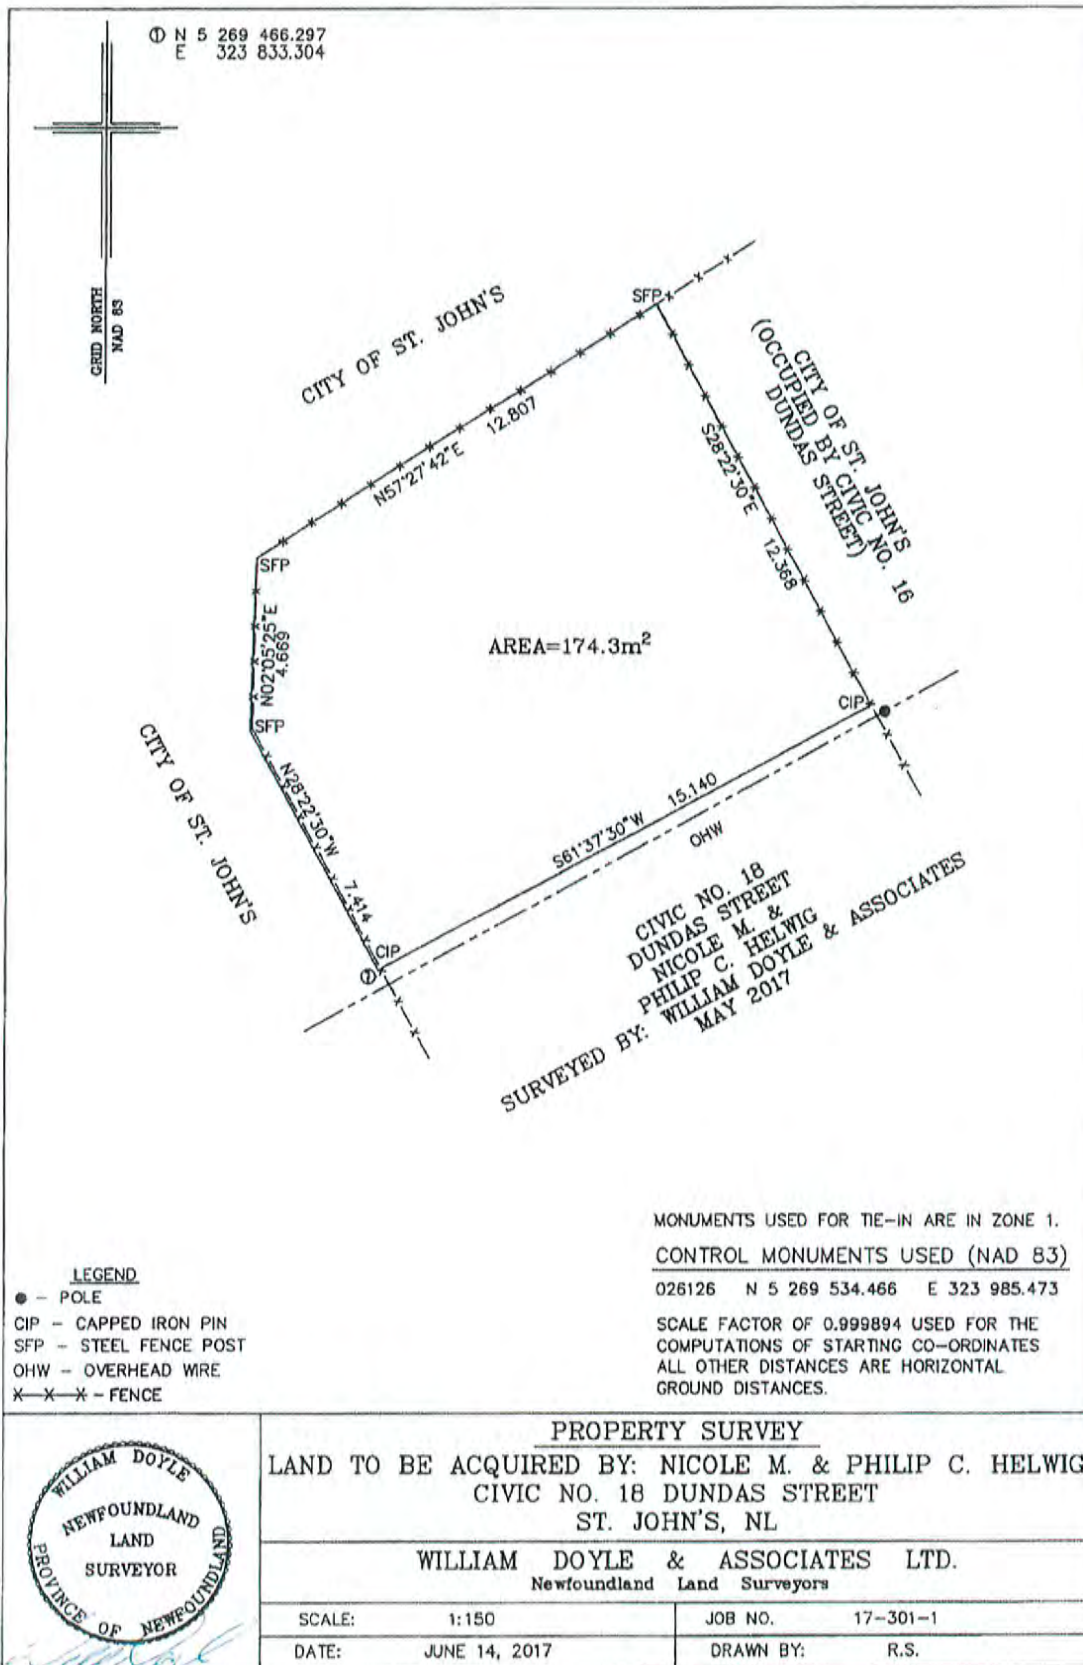 ① N 5 269 466.297
E 323 833.304
GRID NORTH
NAD 83
CITY OF ST. JOHN'S
SFP
12.807
N57°27'42"E
CITY OF ST. JOHN'S
(OCCUPIED BY CIVIC NO. 16
DUNDAS STREET)
S28°22'30"E
12.368
SFP
N02°05'25"E
4.669
SFP
AREA=174.3m²
CIP
CITY OF ST. JOHN'S
N28°22'30"W
7.414
S61°37'30"W
15.140
OHW
CIP
①
CIVIC NO. 18
DUNDAS STREET
NICOLE M. &
PHILIP C. HELWIG
SURVEYED BY: WILLIAM DOYLE & ASSOCIATES
MAY 2017
MONUMENTS USED FOR TIE-IN ARE IN ZONE 1.
CONTROL MONUMENTS USED (NAD 83)
026126 N 5 269 534.466 E 323 985.473
SCALE FACTOR OF 0.999894 USED FOR THE
COMPUTATIONS OF STARTING CO-ORDINATES
ALL OTHER DISTANCES ARE HORIZONTAL
GROUND DISTANCES.
LEGEND
● - POLE
CIP - CAPPED IRON PIN
SFP - STEEL FENCE POST
OHW - OVERHEAD WIRE
X—X—X - FENCE
WILLIAM DOYLE
NEWFOUNDLAND
LAND
SURVEYOR
PROVINCE OF NEWFOUNDLAND
PROPERTY SURVEY
LAND TO BE ACQUIRED BY: NICOLE M. & PHILIP C. HELWIG
CIVIC NO. 18 DUNDAS STREET
ST. JOHN'S, NL
WILLIAM DOYLE & ASSOCIATES LTD.
Newfoundland Land Surveyors
SCALE: 1:150
JOB NO. 17-301-1
DATE: JUNE 14, 2017
DRAWN BY: R.S.